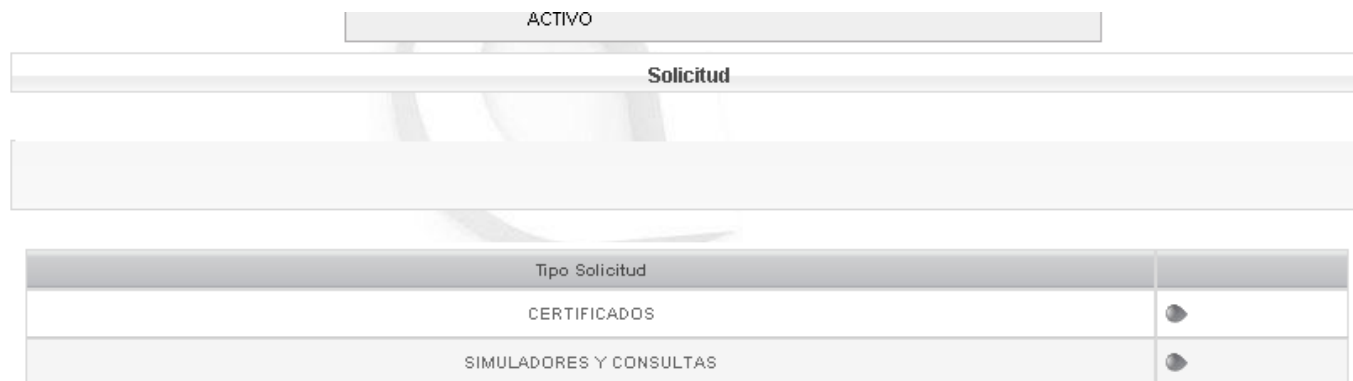 ACTIVO
Solicitud
Tipo Solicitud
CERTIFICADOS
SIMULADORES Y CONSULTAS